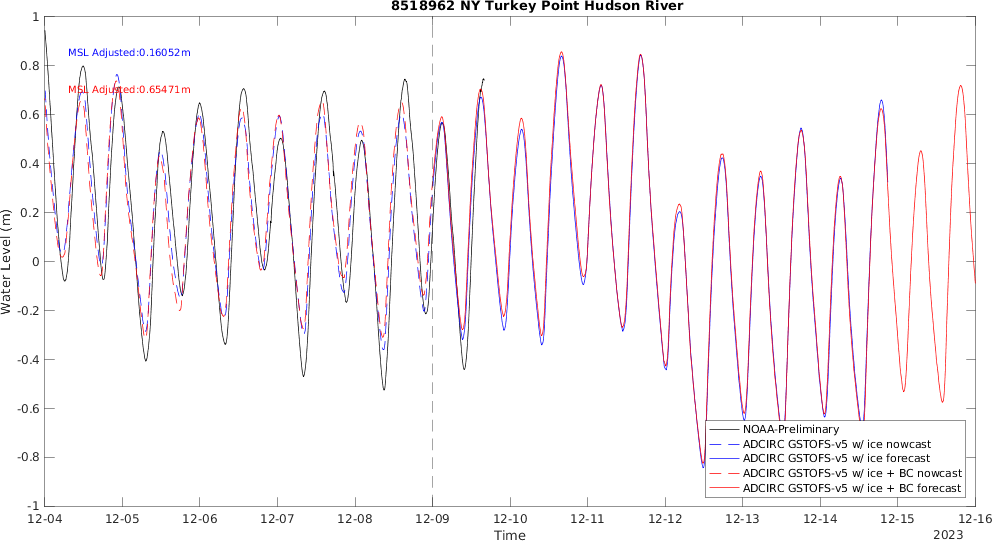 8518962 NY Turkey Point Hudson River
MSL Adjusted:0.16052m
MSL Adjusted:0.65471m
Water Level (m)
1
0.8
0.6
0.4
0.2
0
-0.2
-0.4
-0.6
-0.8
-1
NOAA-Preliminary
ADCIRC GSTOFS-v5 w/ ice nowcast
ADCIRC GSTOFS-v5 w/ ice forecast
ADCIRC GSTOFS-v5 w/ ice + BC nowcast
ADCIRC GSTOFS-v5 w/ ice + BC forecast
12-04 12-05 12-06 12-07 12-08 12-09 12-10 12-11 12-12 12-13 12-14 12-15 12-16
Time
2023